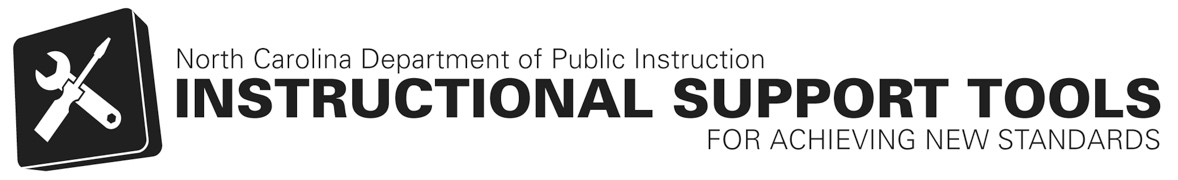 North Carolina Department of Public Instruction
INSTRUCTIONAL SUPPORT TOOLS
FOR ACHIEVING NEW STANDARDS